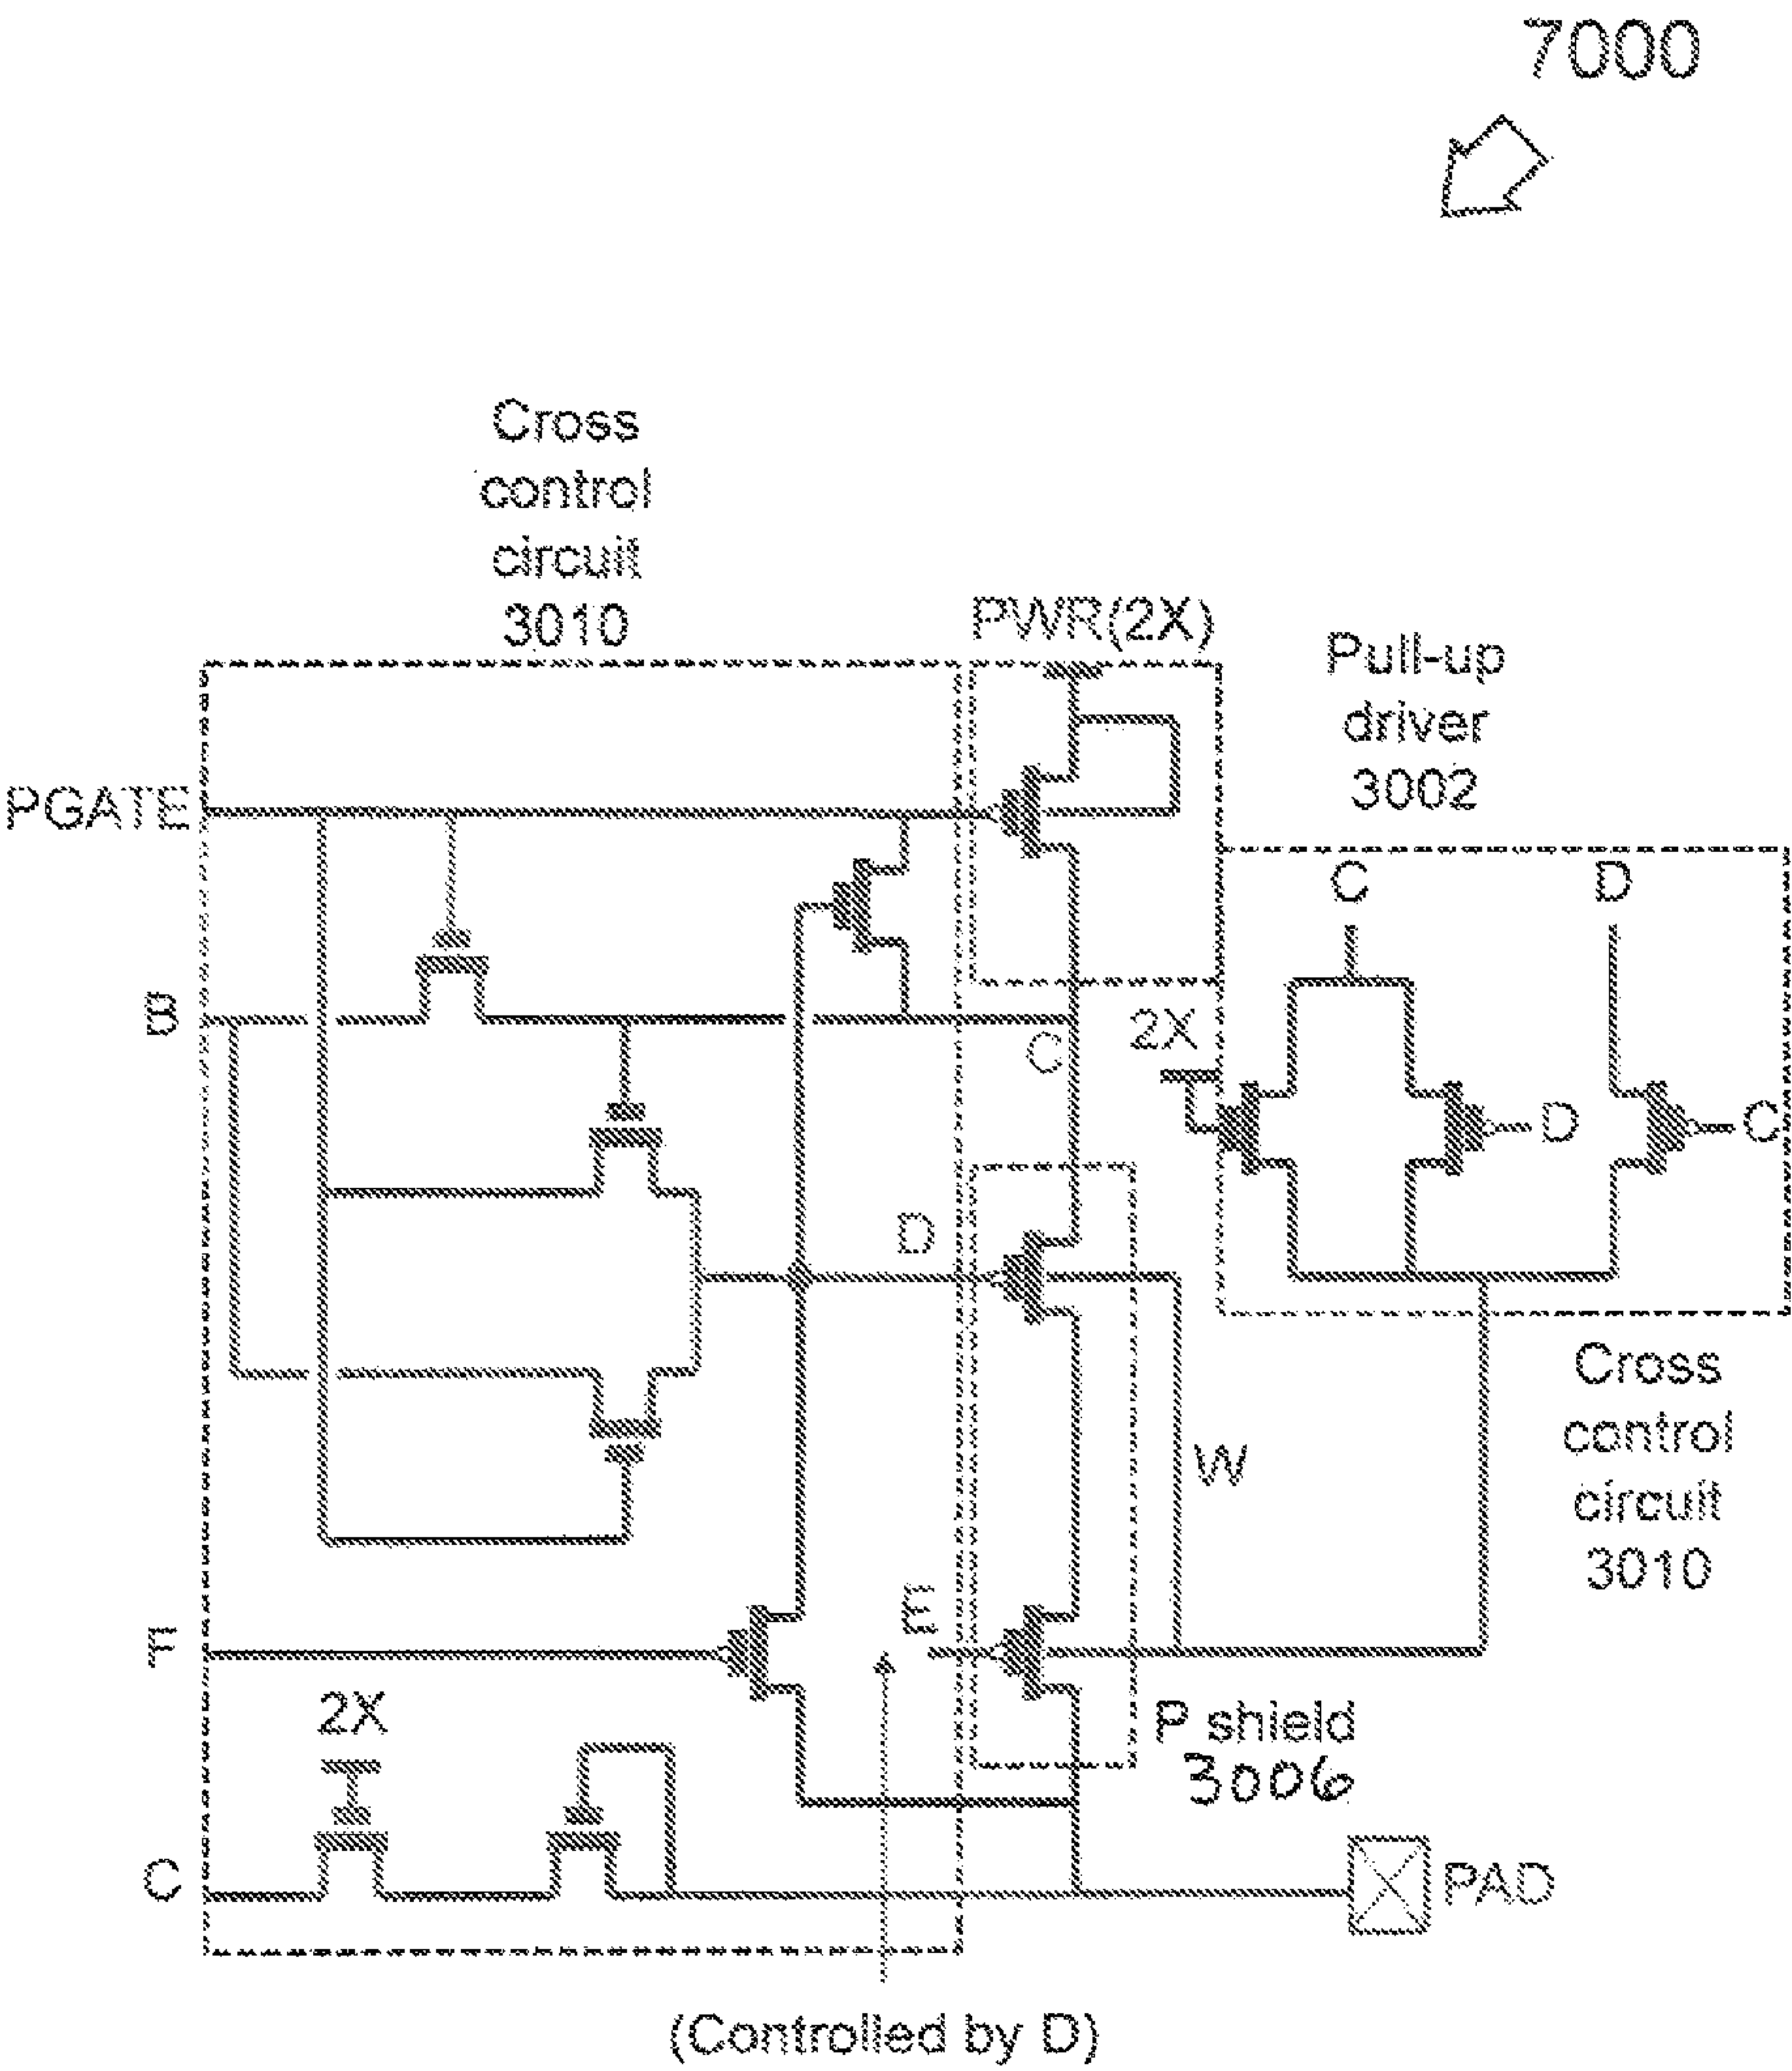 7000
Cross
control
circuit
3010
PWR(2X)
Pull-up
driver
3002
PGATE
C
D
B
C
2X
D
C
D
Cross
control
circuit
3010
W
E
F
2X
P shield
3006
C
PAD
(Controlled by D)